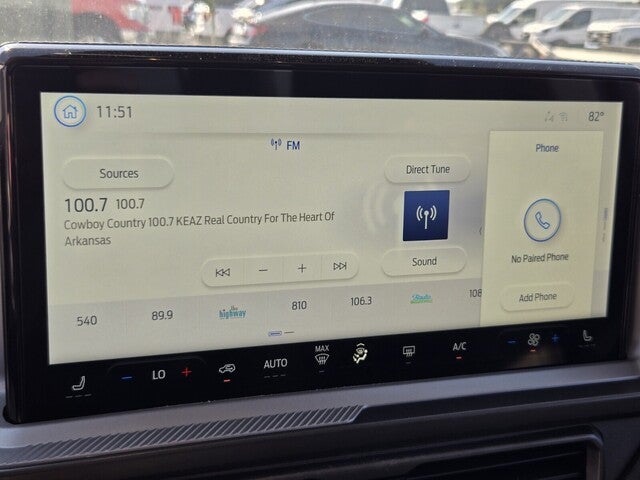 11:51
82°
FM
Phone
Sources
Direct Tune
100.7 100.7
Cowboy Country 100.7 KEAZ Real Country For The Heart Of
Arkansas
No Paired Phone
Sound
Add Phone
540
89.9
the
highway
810
106.3
108
LO
AUTO
MAX
A/C